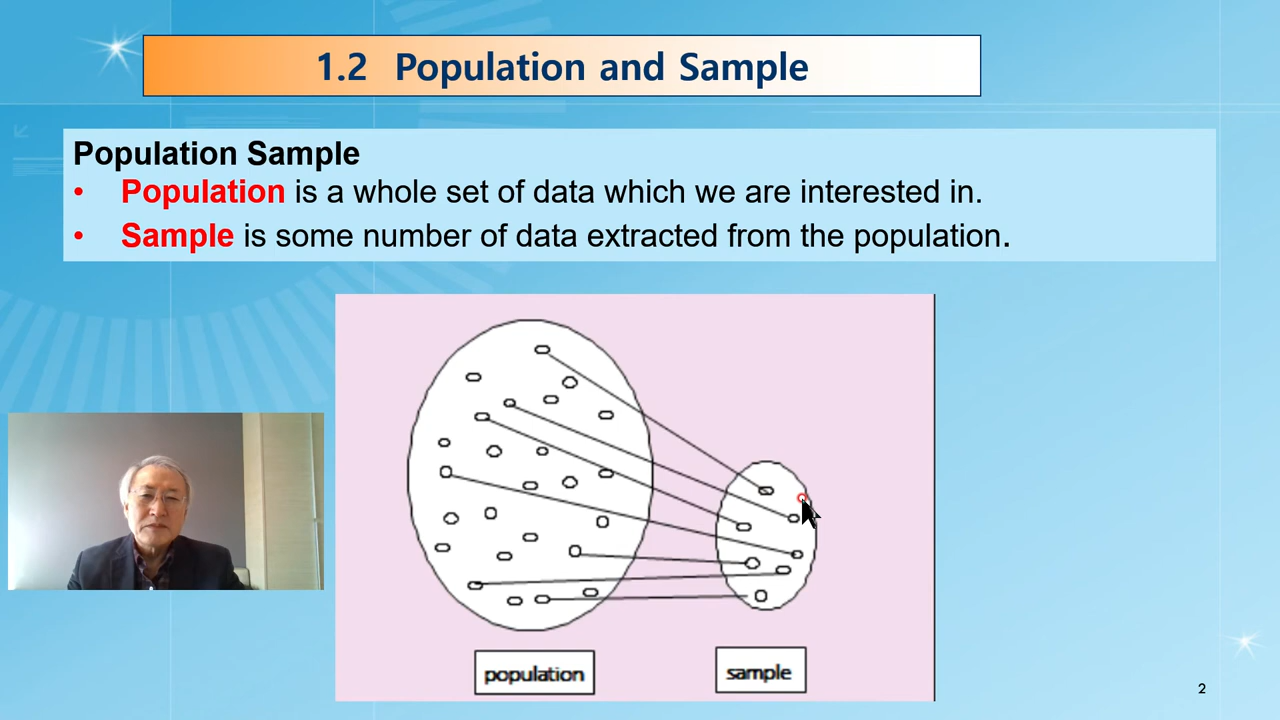 1.2 Population and Sample
Population Sample
• Population is a whole set of data which we are interested in.
• Sample is some number of data extracted from the population.
population
sample
2